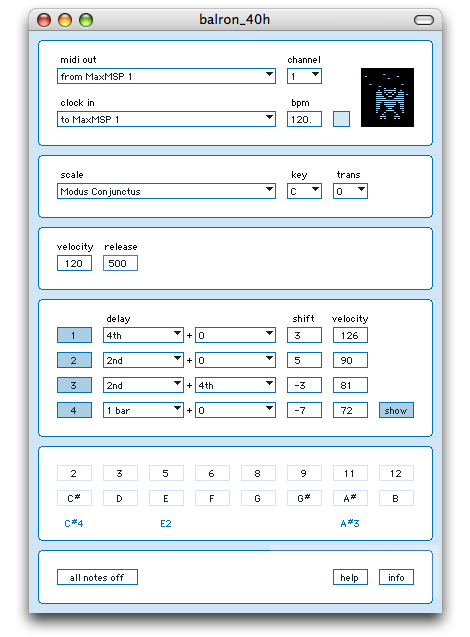 balron_40h
midi out channel
from MaxMSP 1 1
clock in bpm
to MaxMSP 1 120.
scale key trans
Modus Conjunctus C 0
velocity release
120 500
delay shift velocity
1 4th + 0 3 126
2 2nd + 0 5 90
3 2nd + 4th -3 81
4 1 bar + 0 -7 72 show
2 3 5 6 8 9 11 12
C# D E F G G# A# B
C#4 E2 A#3
all notes off help info